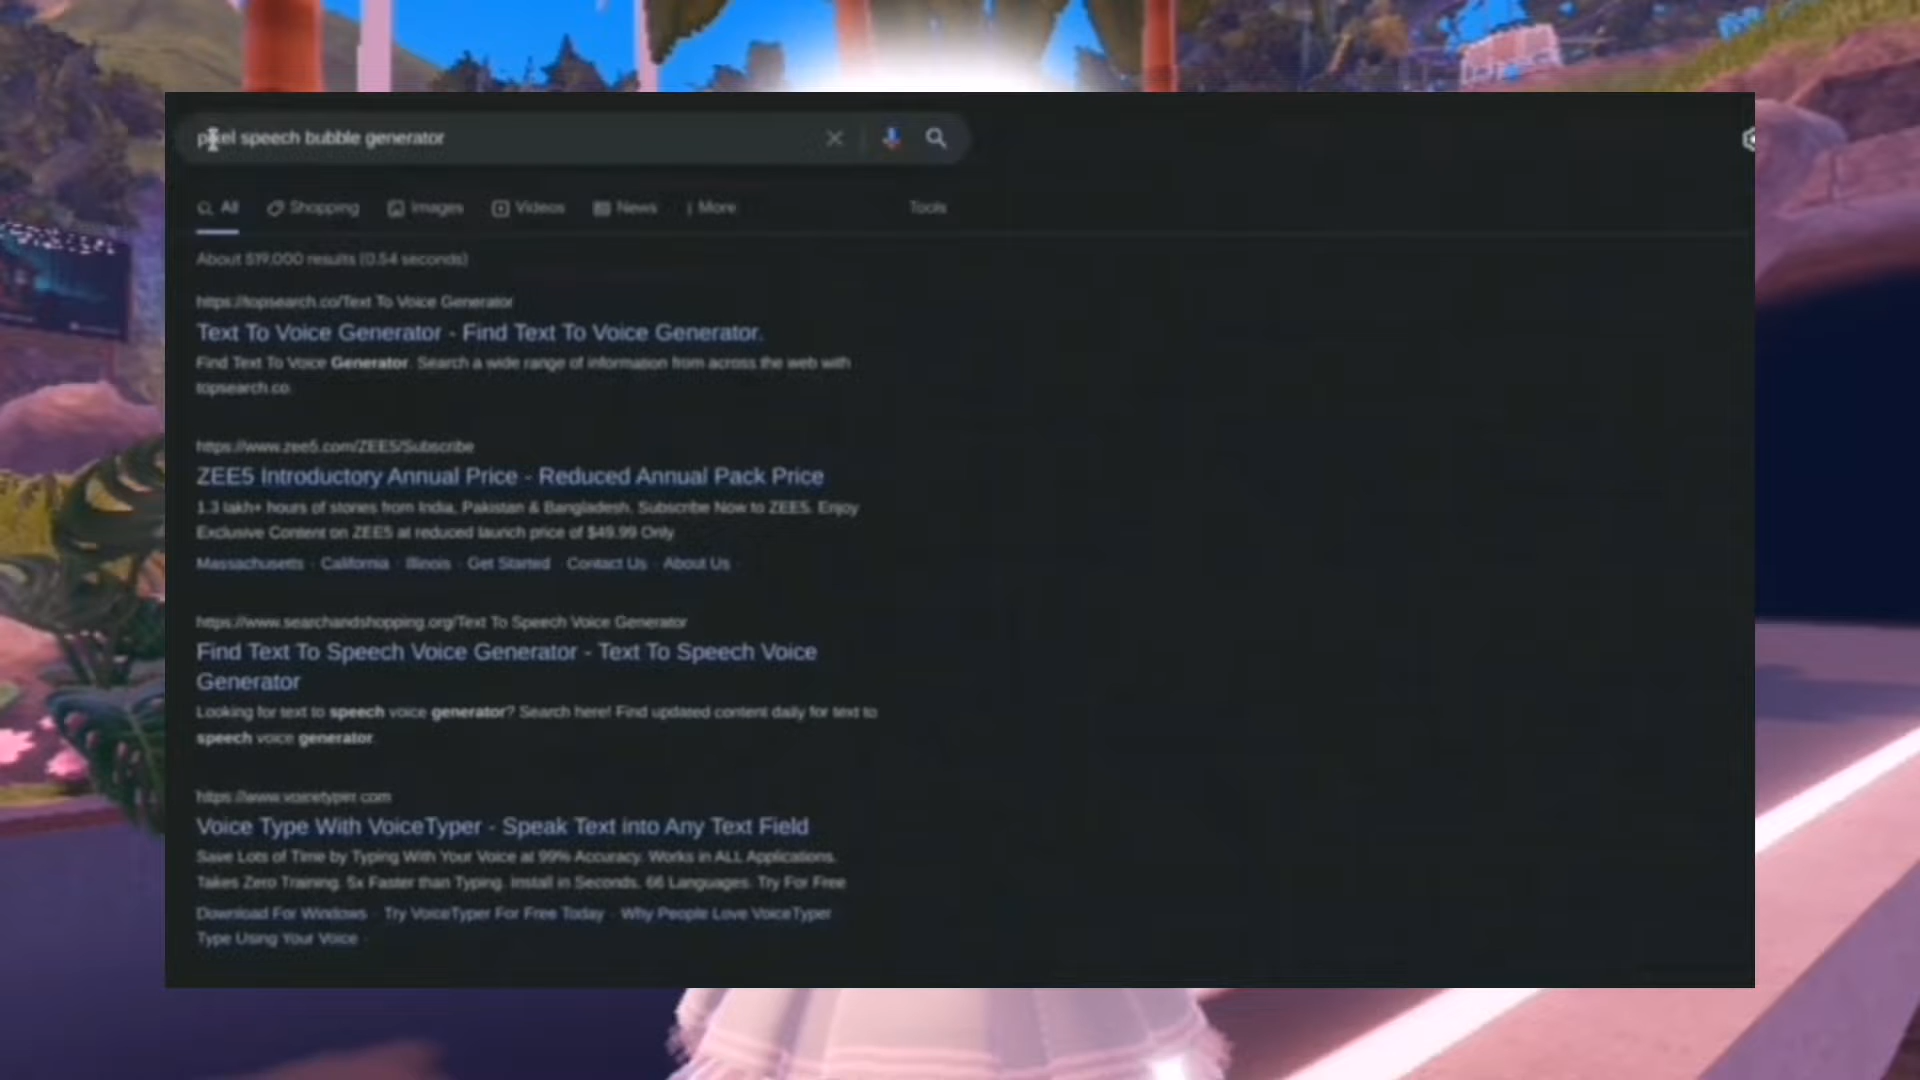 pixel speech bubble generator
All Shopping Images Videos News More Tools
About 519,000 results (0.54 seconds)
https://topsearch.co/Text To Voice Generator
Text To Voice Generator - Find Text To Voice Generator.
Find Text To Voice Generator. Search a wide range of information from across the web with
topsearch.co.
https://www.zee5.com/ZEE5/Subscribe
ZEE5 Introductory Annual Price - Reduced Annual Pack Price
1.3 lakh+ hours of stories from India, Pakistan & Bangladesh. Subscribe Now to ZEE5. Enjoy
Exclusive Content on ZEE5 at reduced launch price of $49.99 Only
Massachusetts · California · Illinois · Get Started · Contact Us · About Us ·
https://www.searchandshopping.org/Text To Speech Voice Generator
Find Text To Speech Voice Generator - Text To Speech Voice
Generator
Looking for text to speech voice generator? Search here! Find updated content daily for text to
speech voice generator.
https://www.voicetyper.com
Voice Type With VoiceTyper - Speak Text into Any Text Field
Save Lots of Time by Typing With Your Voice at 99% Accuracy. Works in ALL Applications.
Takes Zero Training. 5x Faster than Typing. Install in Seconds. 66 Languages. Try For Free
Download For Windows · Try VoiceTyper For Free Today · Why People Love VoiceTyper
Type Using Your Voice ·